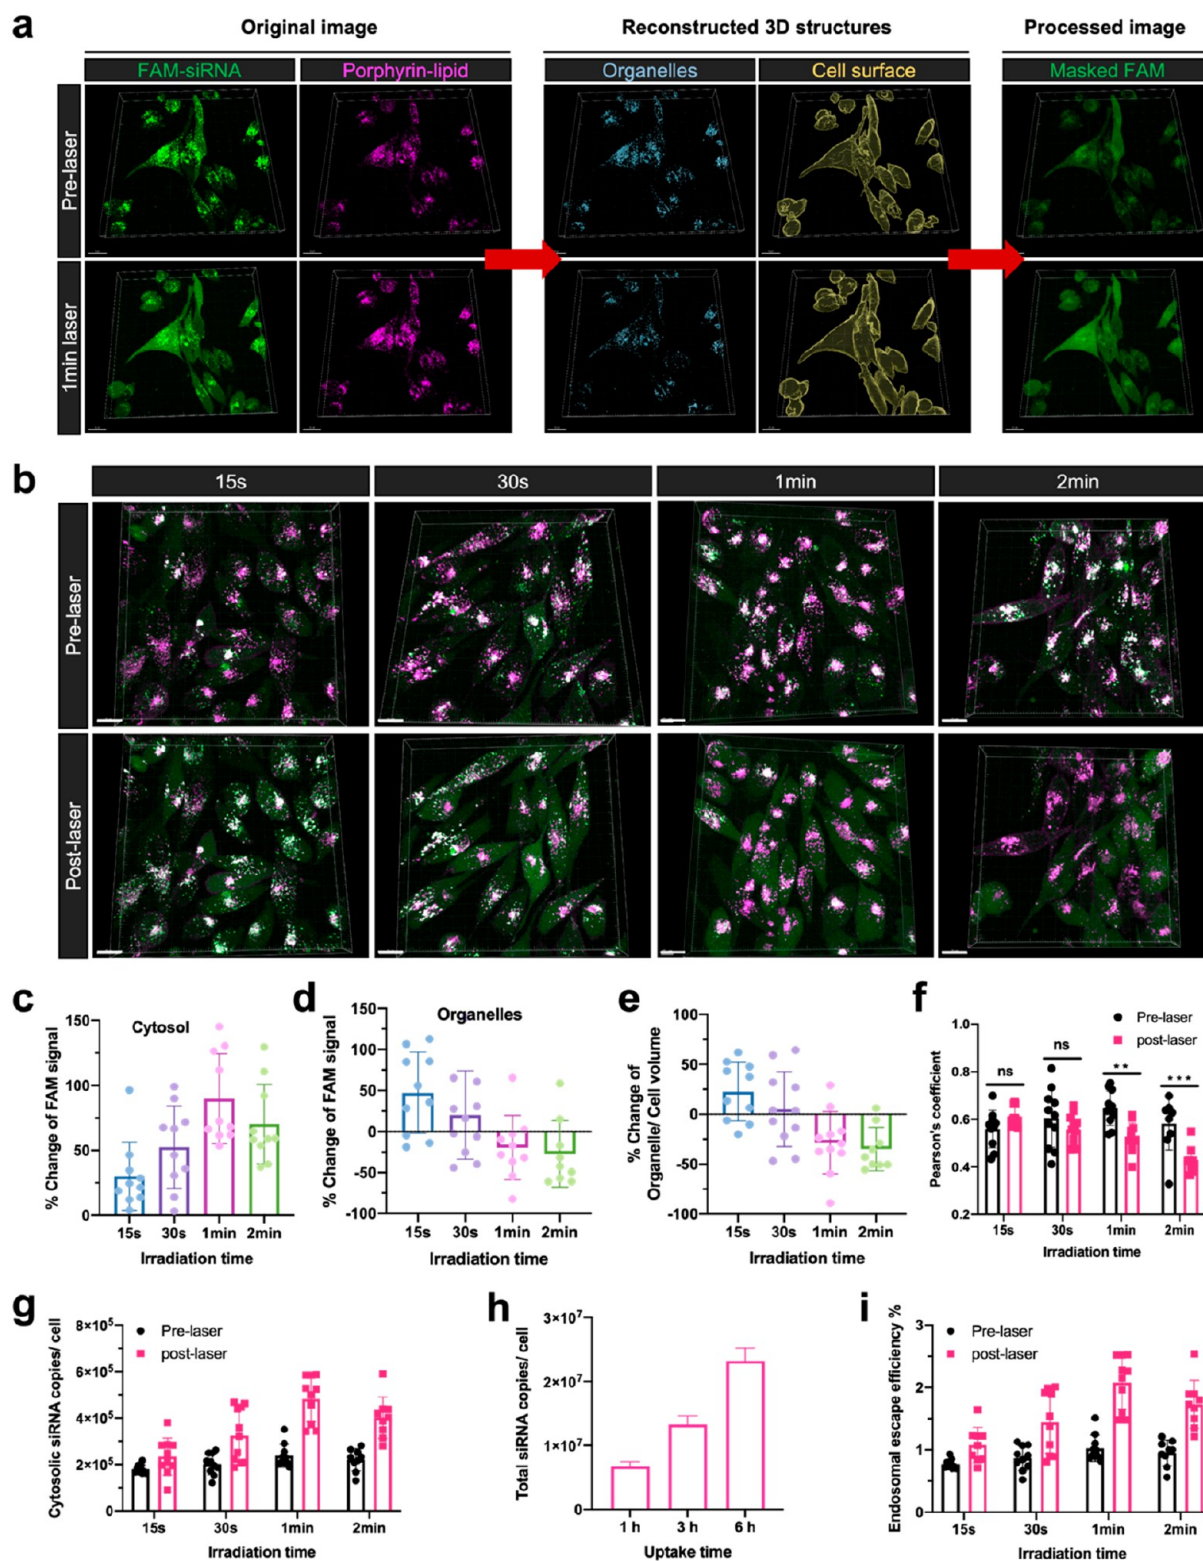 a
Original image
Reconstructed 3D structures
Processed image
FAM-siRNA
Porphyrin-lipid
Organelles
Cell surface
Masked FAM
Pre-laser
1min laser
b
15s
30s
1min
2min
Pre-laser
Post-laser
c
% Change of FAM signal
Cytosol
150
100
50
0
15s
30s
1min
2min
Irradiation time
d
% Change of FAM signal
Organelles
150
100
50
0
-50
-100
15s
30s
1min
2min
Irradiation time
e
% Change of
Organelle/ Cell volume
100
50
0
-50
-100
15s
30s
1min
2min
Irradiation time
f
Pearson's coefficient
Pre-laser
post-laser
1.0
0.8
0.6
0.4
0.2
ns
ns
**
***
15s
30s
1min
2min
Irradiation time
g
Cytosolic siRNA copies/ cell
Pre-laser
post-laser
8×10⁵
6×10⁵
4×10⁵
2×10⁵
0
15s
30s
1min
2min
Irradiation time
h
Total siRNA copies/ cell
3×10⁷
2×10⁷
1×10⁷
0
1 h
3 h
6 h
Uptake time
i
Endosomal escape efficiency %
Pre-laser
post-laser
3
2
1
0
15s
30s
1min
2min
Irradiation time